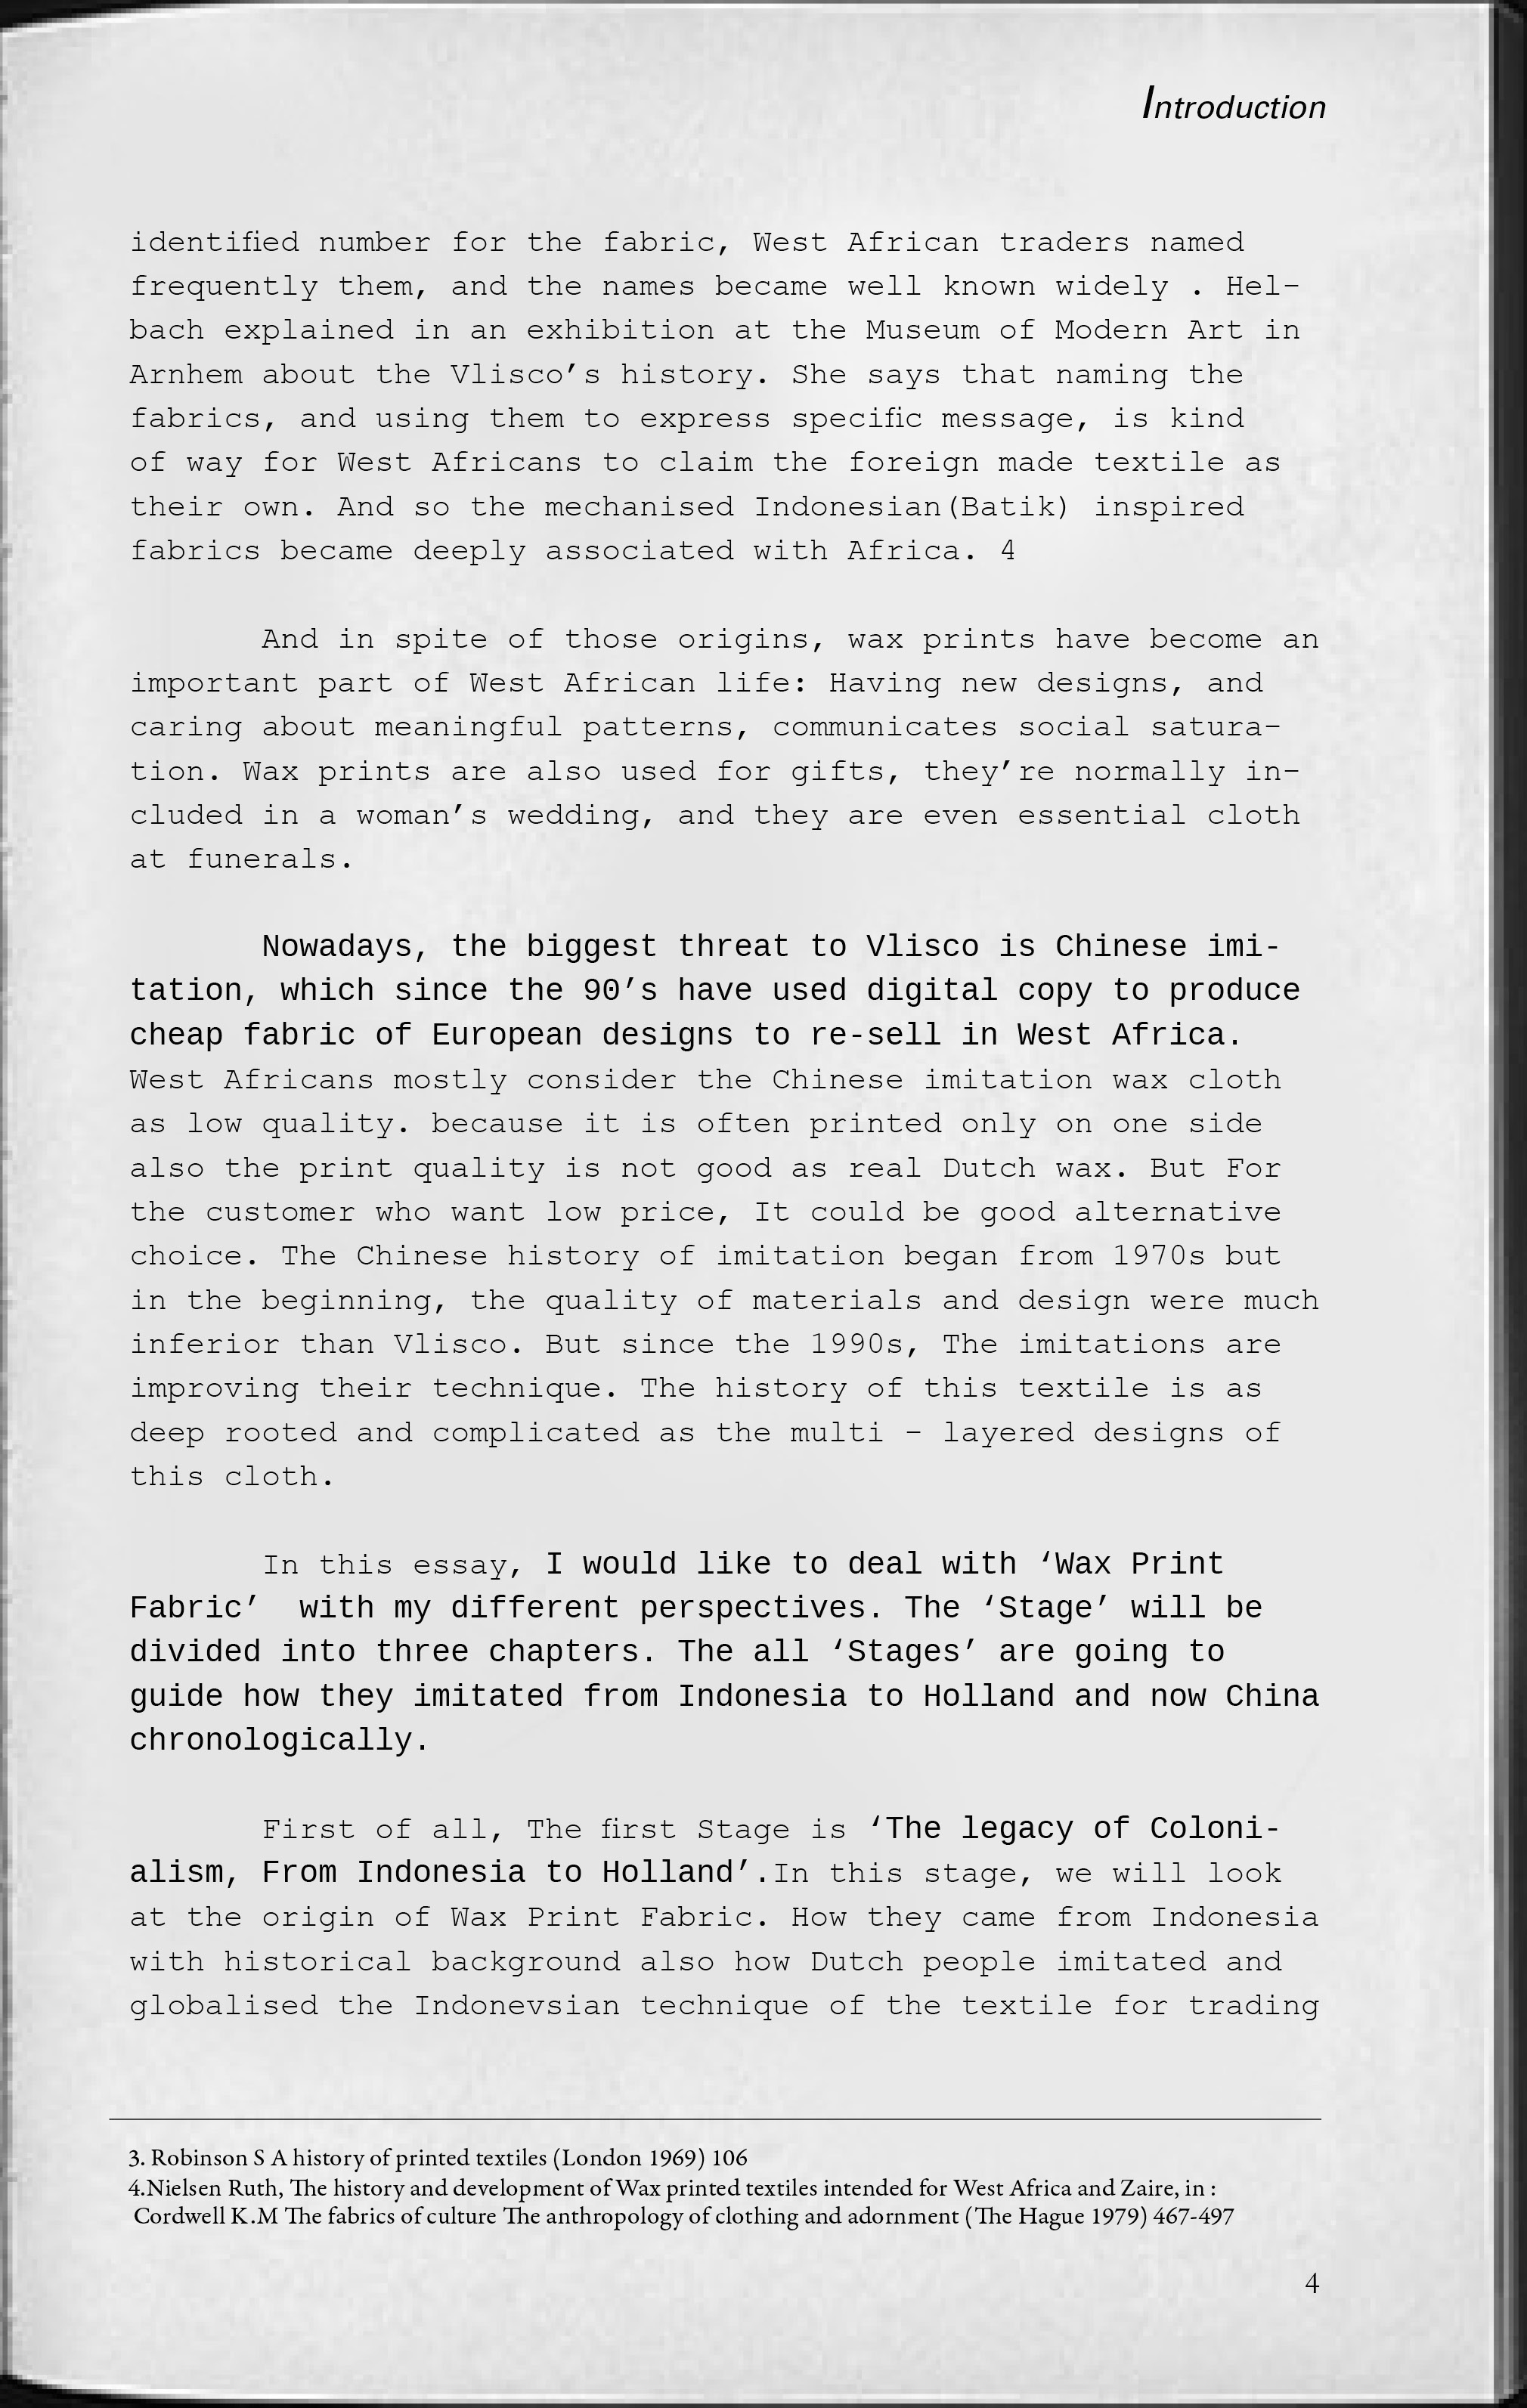 Introduction
identified number for the fabric, West African traders named
frequently them, and the names became well known widely . Hel-
bach explained in an exhibition at the Museum of Modern Art in
Arnhem about the Vlisco’s history. She says that naming the
fabrics, and using them to express specific message, is kind
of way for West Africans to claim the foreign made textile as
their own. And so the mechanised Indonesian(Batik) inspired
fabrics became deeply associated with Africa. 4
And in spite of those origins, wax prints have become an
important part of West African life: Having new designs, and
caring about meaningful patterns, communicates social satura-
tion. Wax prints are also used for gifts, they’re normally in-
cluded in a woman’s wedding, and they are even essential cloth
at funerals.
Nowadays, the biggest threat to Vlisco is Chinese imi-
tation, which since the 90’s have used digital copy to produce
cheap fabric of European designs to re-sell in West Africa.
West Africans mostly consider the Chinese imitation wax cloth
as low quality. because it is often printed only on one side
also the print quality is not good as real Dutch wax. But For
the customer who want low price, It could be good alternative
choice. The Chinese history of imitation began from 1970s but
in the beginning, the quality of materials and design were much
inferior than Vlisco. But since the 1990s, The imitations are
improving their technique. The history of this textile is as
deep rooted and complicated as the multi - layered designs of
this cloth.
In this essay, I would like to deal with ‘Wax Print
Fabric’  with my different perspectives. The ‘Stage’ will be
divided into three chapters. The all ‘Stages’ are going to
guide how they imitated from Indonesia to Holland and now China
chronologically.
First of all, The first Stage is ‘The legacy of Coloni-
alism, From Indonesia to Holland’.In this stage, we will look
at the origin of Wax Print Fabric. How they came from Indonesia
with historical background also how Dutch people imitated and
globalised the Indonevsian technique of the textile for trading
3. Robinson S A history of printed textiles (London 1969) 106
4.Nielsen Ruth, The history and development of Wax printed textiles intended for West Africa and Zaire, in :
Cordwell K.M The fabrics of culture The anthropology of clothing and adornment (The Hague 1979) 467-497
4